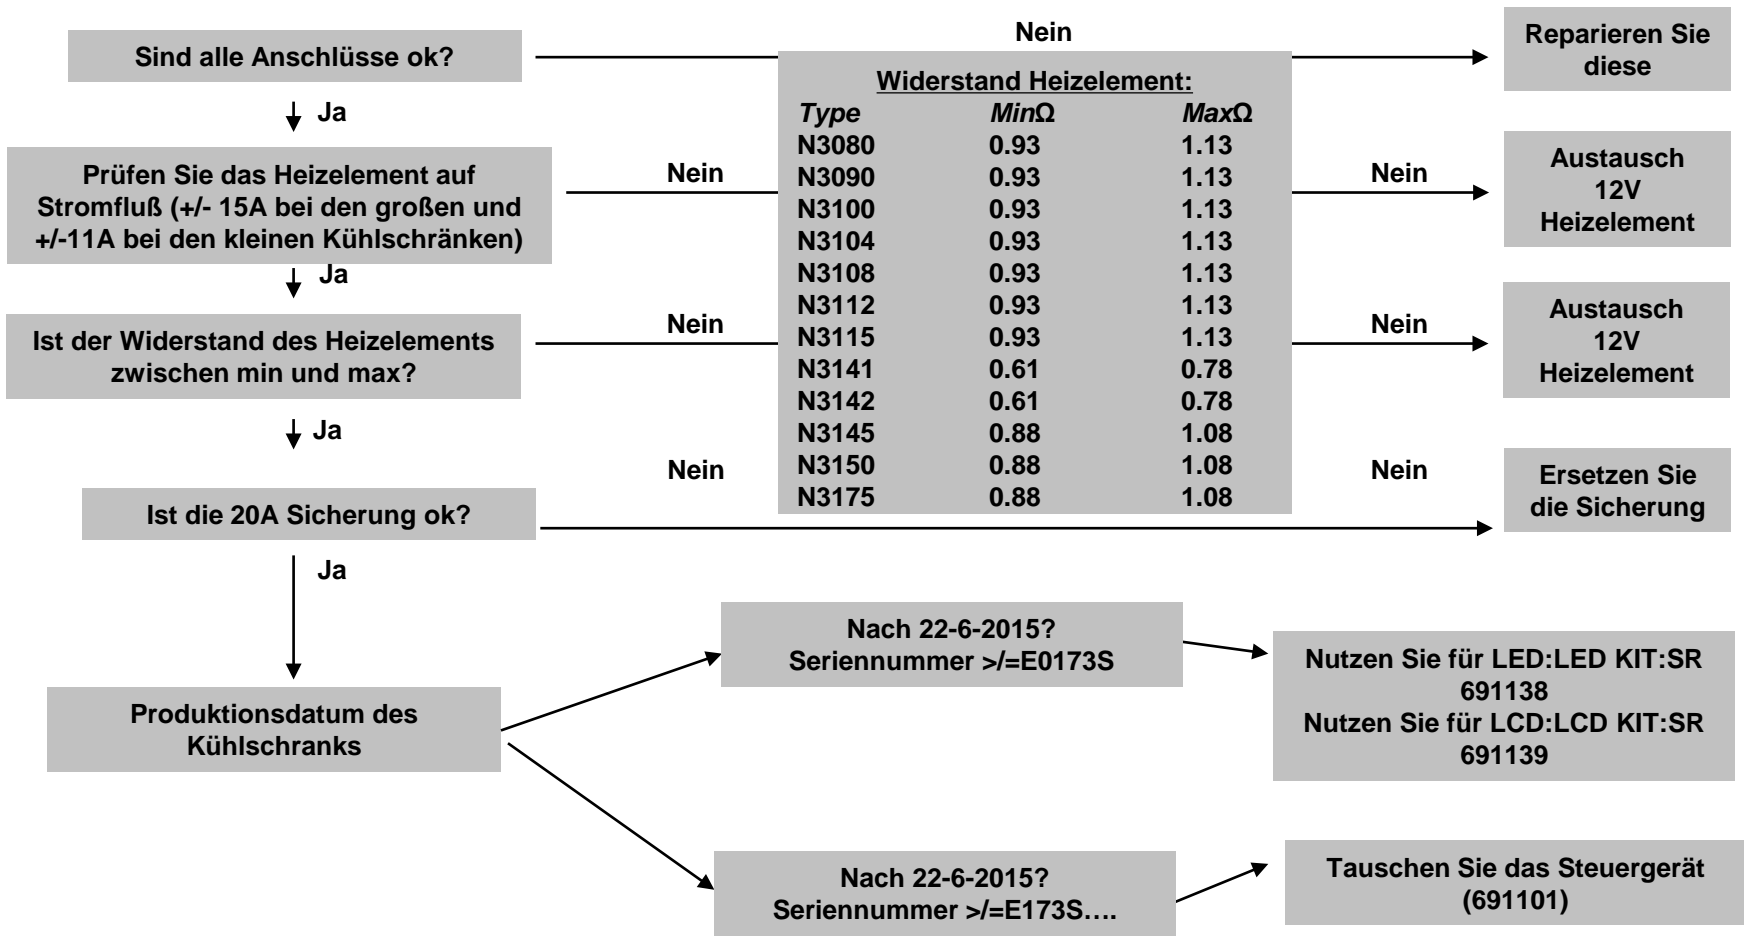 Sind alle Anschlüsse ok?
Nein
Reparieren Sie
diese
Ja
Widerstand Heizelement:
Type MinΩ MaxΩ
N3080 0.93 1.13
N3090 0.93 1.13
N3100 0.93 1.13
N3104 0.93 1.13
N3108 0.93 1.13
N3112 0.93 1.13
N3115 0.93 1.13
N3141 0.61 0.78
N3142 0.61 0.78
N3145 0.88 1.08
N3150 0.88 1.08
N3175 0.88 1.08
Prüfen Sie das Heizelement auf
Stromfluß (+/- 15A bei den großen und
+/-11A bei den kleinen Kühlschränken)
Nein
Nein
Austausch
12V
Heizelement
Ja
Ist der Widerstand des Heizelements
zwischen min und max?
Nein
Nein
Austausch
12V
Heizelement
Ja
Ist die 20A Sicherung ok?
Nein
Nein
Ersetzen Sie
die Sicherung
Ja
Produktionsdatum des
Kühlschranks
Nach 22-6-2015?
Seriennummer >/=E0173S
Nutzen Sie für LED:LED KIT:SR
691138
Nutzen Sie für LCD:LCD KIT:SR
691139
Nach 22-6-2015?
Seriennummer >/=E173S….
Tauschen Sie das Steuergerät
(691101)